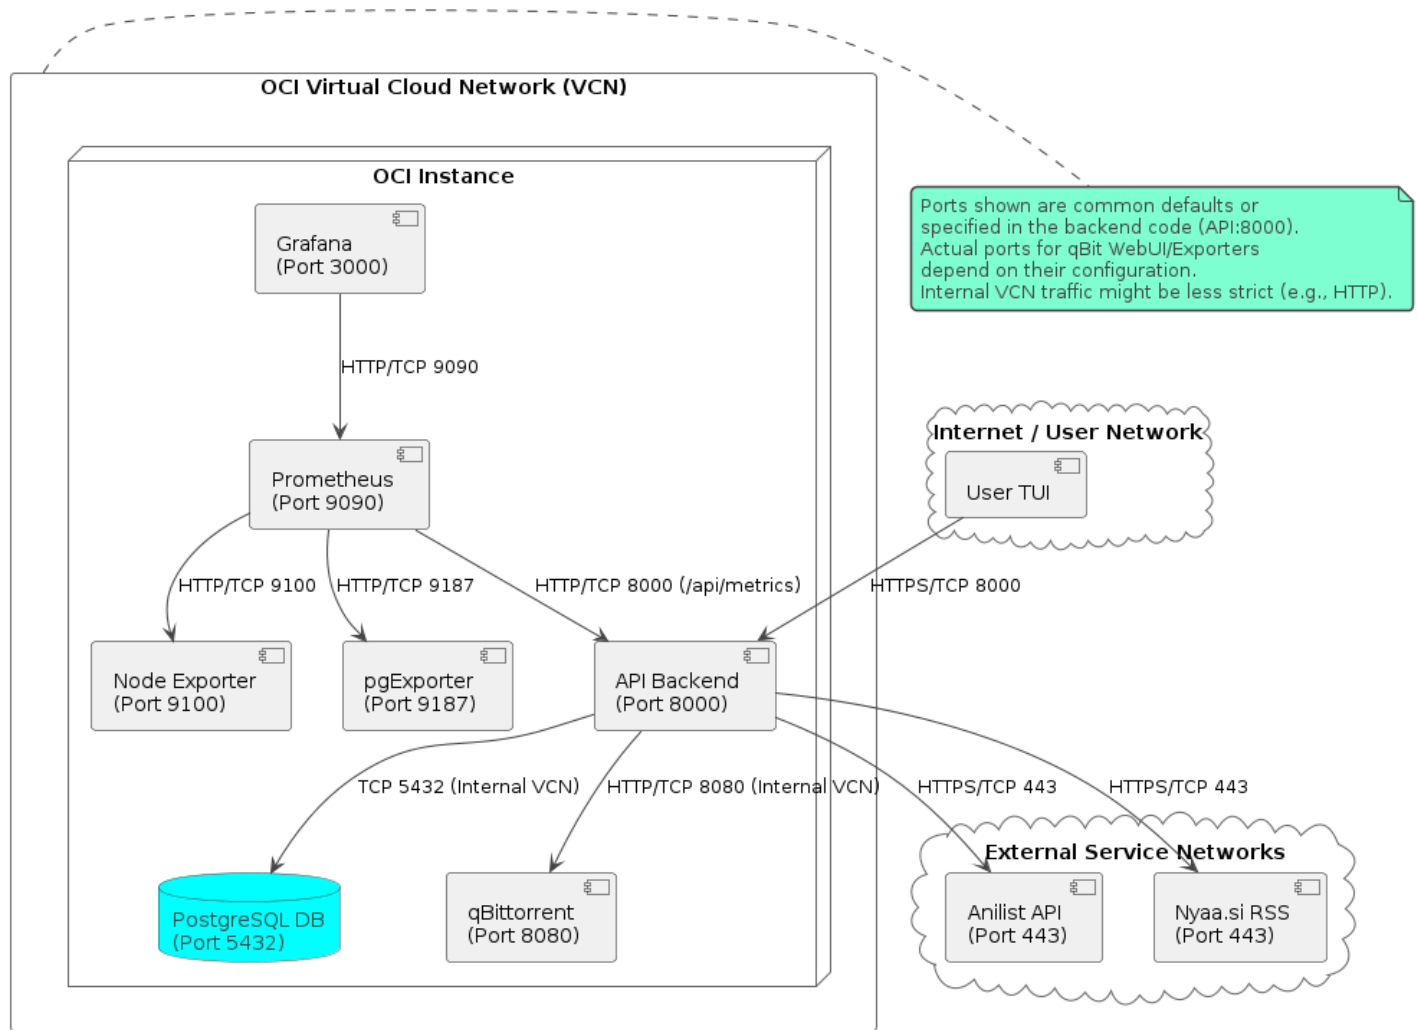 OCI Virtual Cloud Network (VCN)
OCI Instance
Grafana
(Port 3000)
Ports shown are common defaults or
specified in the backend code (API:8000).
Actual ports for qBit WebUI/Exporters
depend on their configuration.
Internal VCN traffic might be less strict (e.g., HTTP).
HTTP/TCP 9090
Internet / User Network
User TUI
Prometheus
(Port 9090)
HTTP/TCP 9100
HTTP/TCP 9187
HTTP/TCP 8000 (/api/metrics)
HTTPS/TCP 8000
Node Exporter
(Port 9100)
pgExporter
(Port 9187)
API Backend
(Port 8000)
TCP 5432 (Internal VCN)
HTTP/TCP 8080 (Internal VCN)
HTTPS/TCP 443
HTTPS/TCP 443
External Service Networks
PostgreSQL DB
(Port 5432)
qBittorrent
(Port 8080)
Anilist API
(Port 443)
Nyaa.si RSS
(Port 443)